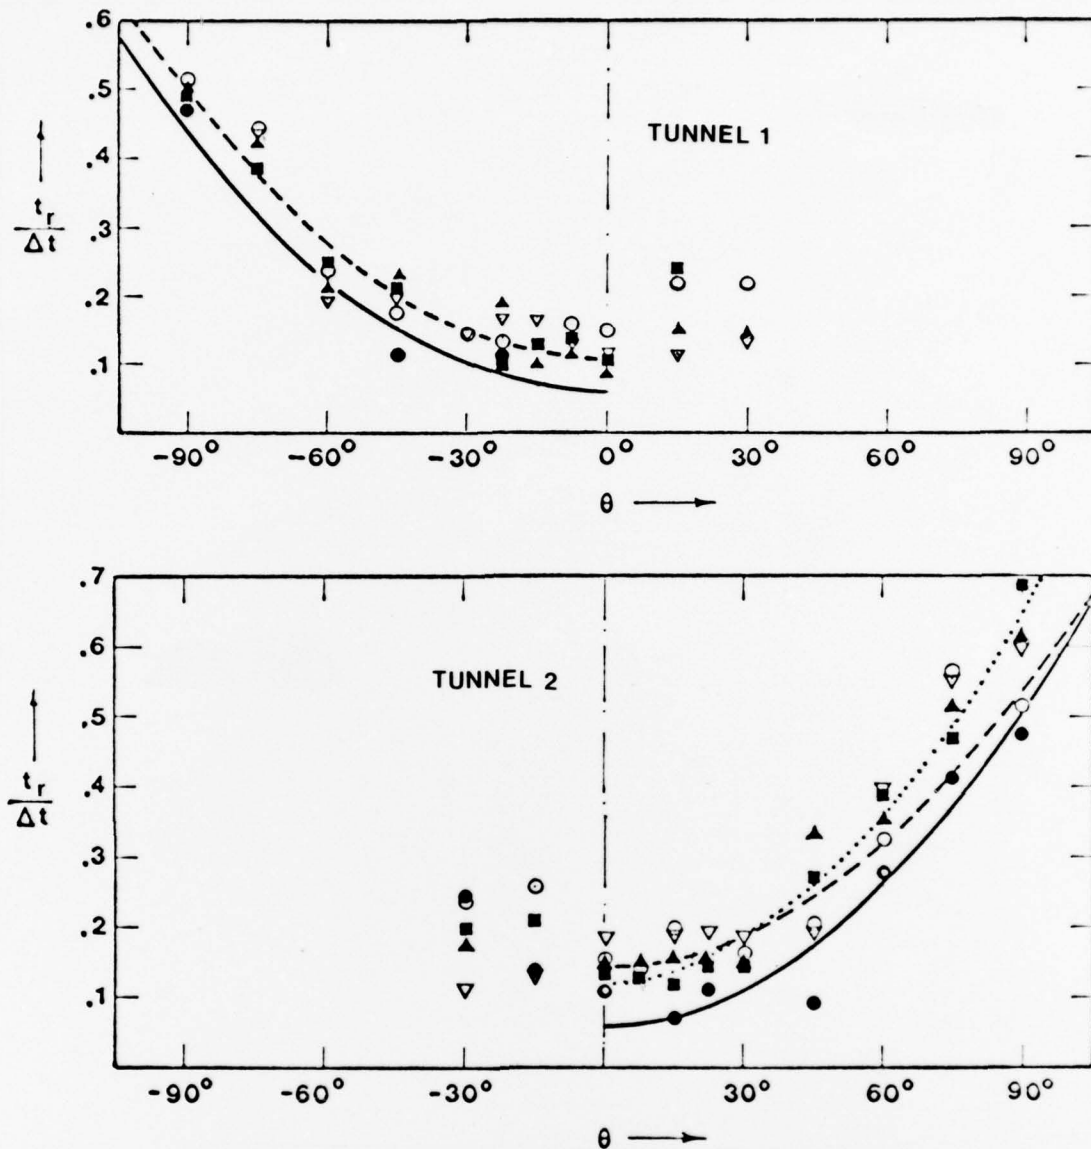 .6
.5
.4
.3
.2
.1
t_r
Δt
TUNNEL 1
-90° -60° -30° 0° 30° 60° 90°
θ
.7
.6
.5
.4
.3
.2
.1
t_r
Δt
TUNNEL 2
-90° -60° -30° 30° 60° 90°
θ